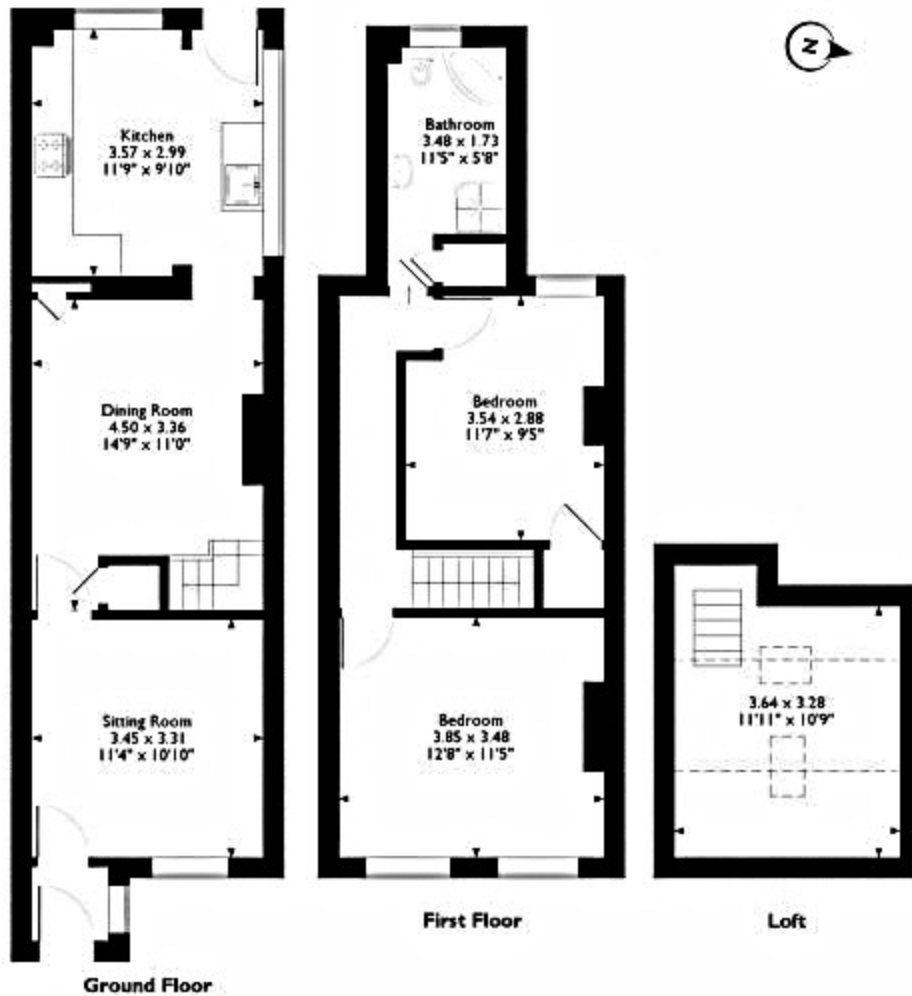 N
Kitchen
3.57 x 2.99
11'9" x 9'10"
Dining Room
4.50 x 3.36
14'9" x 11'0"
Sitting Room
3.45 x 3.31
11'4" x 10'10"
Ground Floor
Bathroom
3.48 x 1.73
11'5" x 5'8"
Bedroom
3.54 x 2.88
11'7" x 9'5"
Bedroom
3.85 x 3.48
12'8" x 11'5"
First Floor
3.64 x 3.28
11'11" x 10'9"
Loft